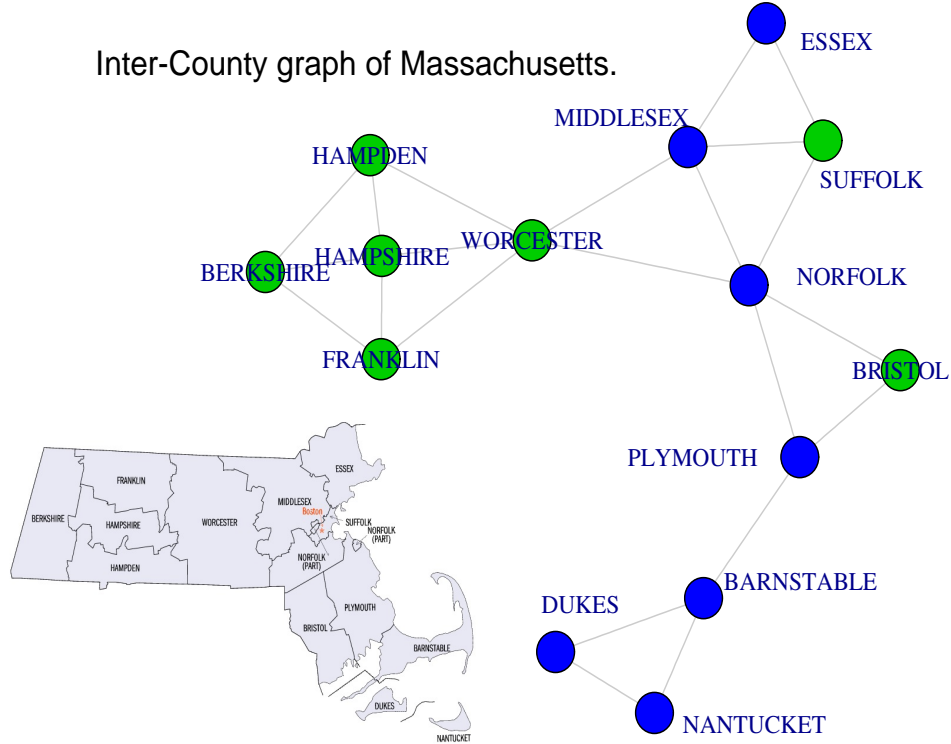 Inter-County graph of Massachusetts.
ESSEX
MIDDLESEX
HAMPDEN
SUFFOLK
WORCESTER
HAMPSHIRE
BERKSHIRE
NORFOLK
FRANKLIN
BRISTOL
PLYMOUTH
BARNSTABLE
DUKES
NANTUCKET
ESSEX
FRANKLIN
MIDDLESEX
Boston
BERKSHIRE
HAMPSHIRE
WORCESTER
SUFFOLK
NORFOLK
(PART)
NORFOLK
(PART)
HAMPDEN
PLYMOUTH
BRISTOL
BARNSTABLE
DUKES
NANTUCKET